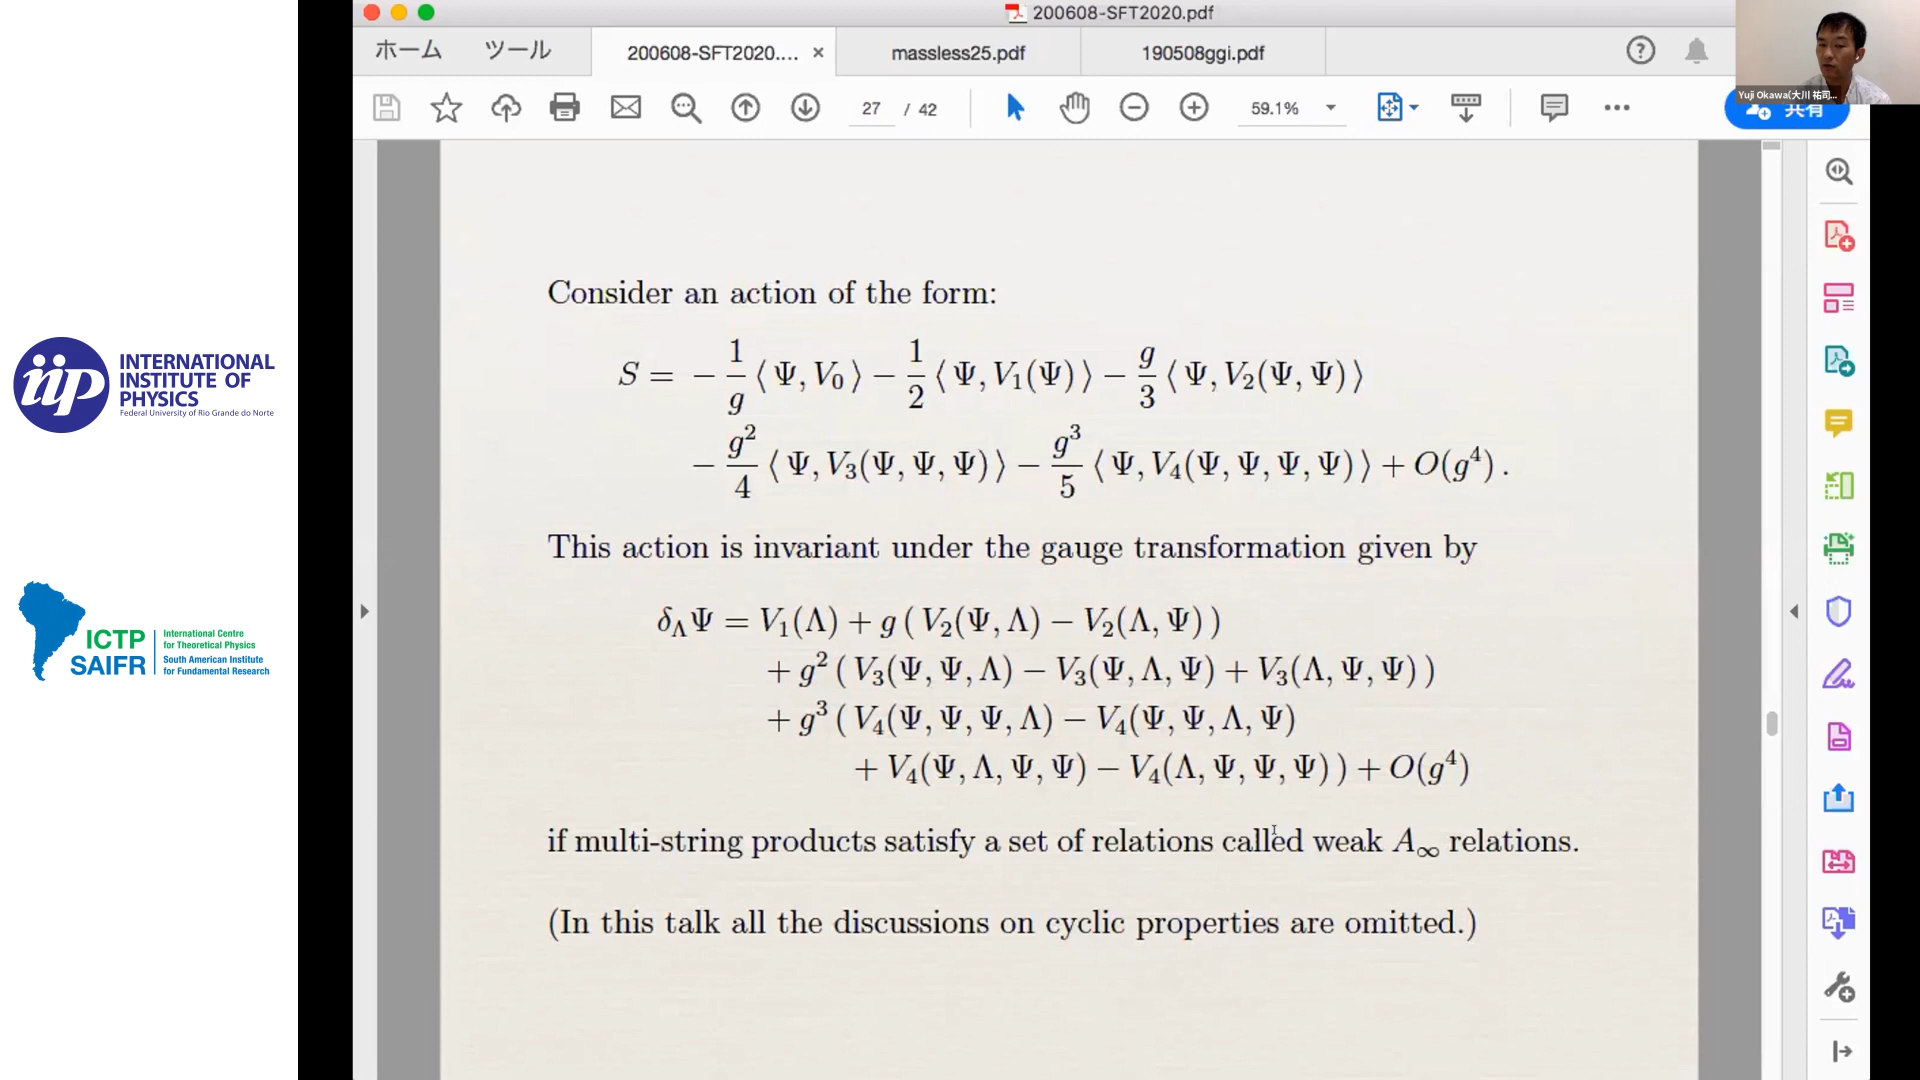 200608-SFT2020.pdf
ホーム ツール 200608-SFT2020.... × massless25.pdf 190508ggi.pdf
27 / 42 59.1% 共有
Yuji Okawa(大川 祐司...
INTERNATIONAL
INSTITUTE OF
PHYSICS
Federal University of Rio Grande do Norte
iip
ICTP
SAIFR
International Centre
for Theoretical Physics
South American Institute
for Fundamental Research
Consider an action of the form:
S = − 1/g ⟨ Ψ, V₀ ⟩ − 1/2 ⟨ Ψ, V₁(Ψ) ⟩ − g/3 ⟨ Ψ, V₂(Ψ, Ψ) ⟩
− g²/4 ⟨ Ψ, V₃(Ψ, Ψ, Ψ) ⟩ − g³/5 ⟨ Ψ, V₄(Ψ, Ψ, Ψ, Ψ) ⟩ + O(g⁴) .
This action is invariant under the gauge transformation given by
δ_Λ Ψ = V₁(Λ) + g ( V₂(Ψ, Λ) − V₂(Λ, Ψ) )
+ g² ( V₃(Ψ, Ψ, Λ) − V₃(Ψ, Λ, Ψ) + V₃(Λ, Ψ, Ψ) )
+ g³ ( V₄(Ψ, Ψ, Ψ, Λ) − V₄(Ψ, Ψ, Λ, Ψ)
+ V₄(Ψ, Λ, Ψ, Ψ) − V₄(Λ, Ψ, Ψ, Ψ) ) + O(g⁴)
if multi-string products satisfy a set of relations called weak A∞ relations.
(In this talk all the discussions on cyclic properties are omitted.)